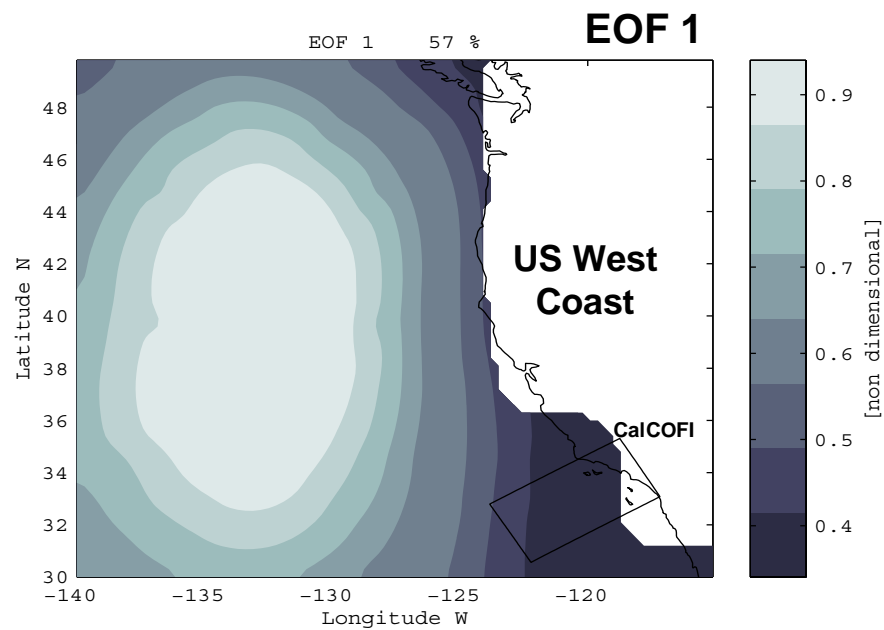 EOF 1
EOF 1 57 %
48
46
44
42
40
38
36
34
32
30
Latitude N
US West
Coast
CalCOFI
-140
-135
-130
-125
-120
Longitude W
0.9
0.8
0.7
0.6
0.5
0.4
[non dimensional]